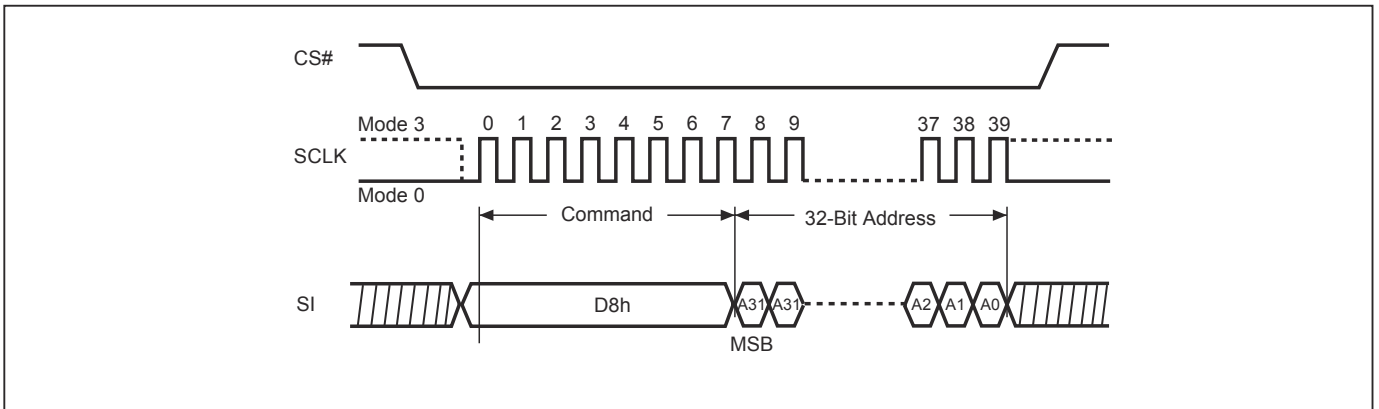 CS#
Mode 3
0 1 2 3 4 5 6 7 8 9 37 38 39
SCLK
Mode 0
Command
32-Bit Address
SI
D8h
A31 A31 A2 A1 A0
MSB